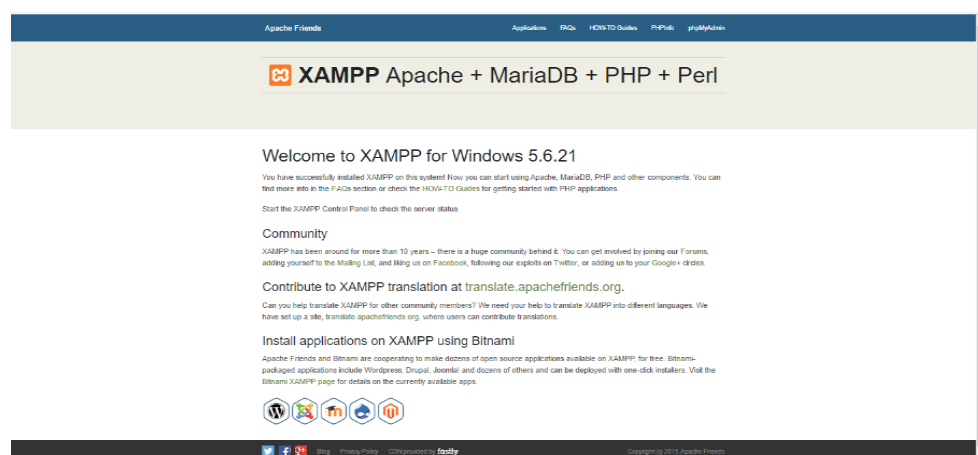 Apache Friends
Applications FAQs HOW-TO Guides PHPInfo phpMyAdmin
XAMPP Apache + MariaDB + PHP + Perl
Welcome to XAMPP for Windows 5.6.21
You have successfully installed XAMPP on this system! Now you can start using Apache, MariaDB, PHP and other components. You can
find more info in the FAQs section or check the HOW-TO Guides for getting started with PHP applications.
Start the XAMPP Control Panel to check the server status.
Community
XAMPP has been around for more than 10 years – there is a huge community behind it. You can get involved by joining our Forums,
adding yourself to the Mailing List, and liking us on Facebook, following our exploits on Twitter, or adding us to your Google+ circles.
Contribute to XAMPP translation at translate.apachefriends.org.
Can you help translate XAMPP for other community members? We need your help to translate XAMPP into different languages. We
have set up a site, translate.apachefriends.org, where users can contribute translations.
Install applications on XAMPP using Bitnami
Apache Friends and Bitnami are cooperating to make dozens of open source applications available on XAMPP, for free. Bitnami-
packaged applications include Wordpress, Drupal, Joomla! and dozens of others and can be deployed with one-click installers. Visit the
Bitnami XAMPP page for details on the currently available apps.
Blog Privacy Policy CDN provided by fastly
Copyright (c) 2015, Apache Friends